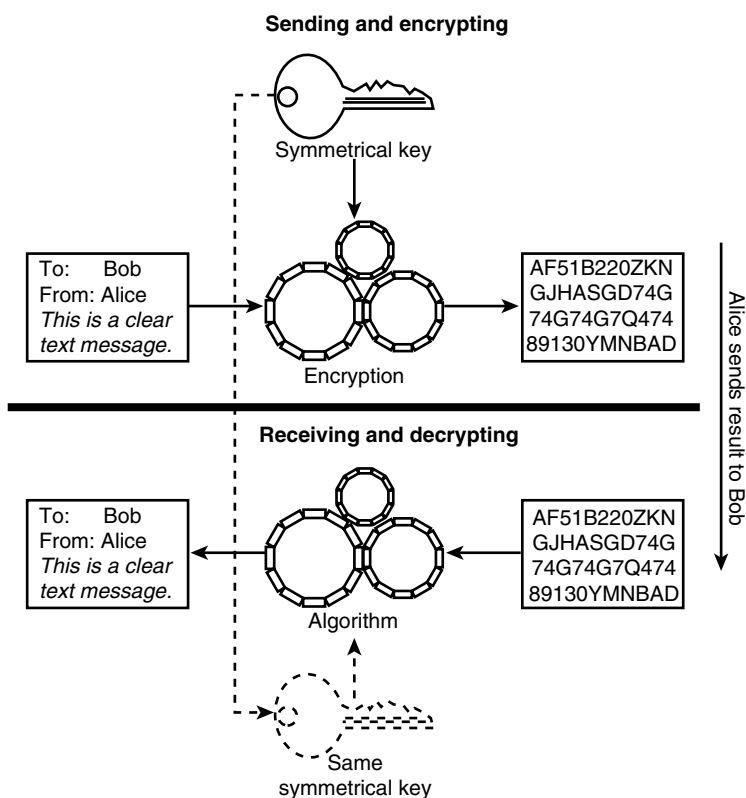 Sending and encrypting
Symmetrical key
To: Bob
From: Alice
This is a clear
text message.
Encryption
AF51B220ZKN
GJHASGD74G
74G74G7Q474
89130YMNBAD
Alice sends result to Bob
Receiving and decrypting
To: Bob
From: Alice
This is a clear
text message.
Algorithm
AF51B220ZKN
GJHASGD74G
74G74G7Q474
89130YMNBAD
Same
symmetrical key